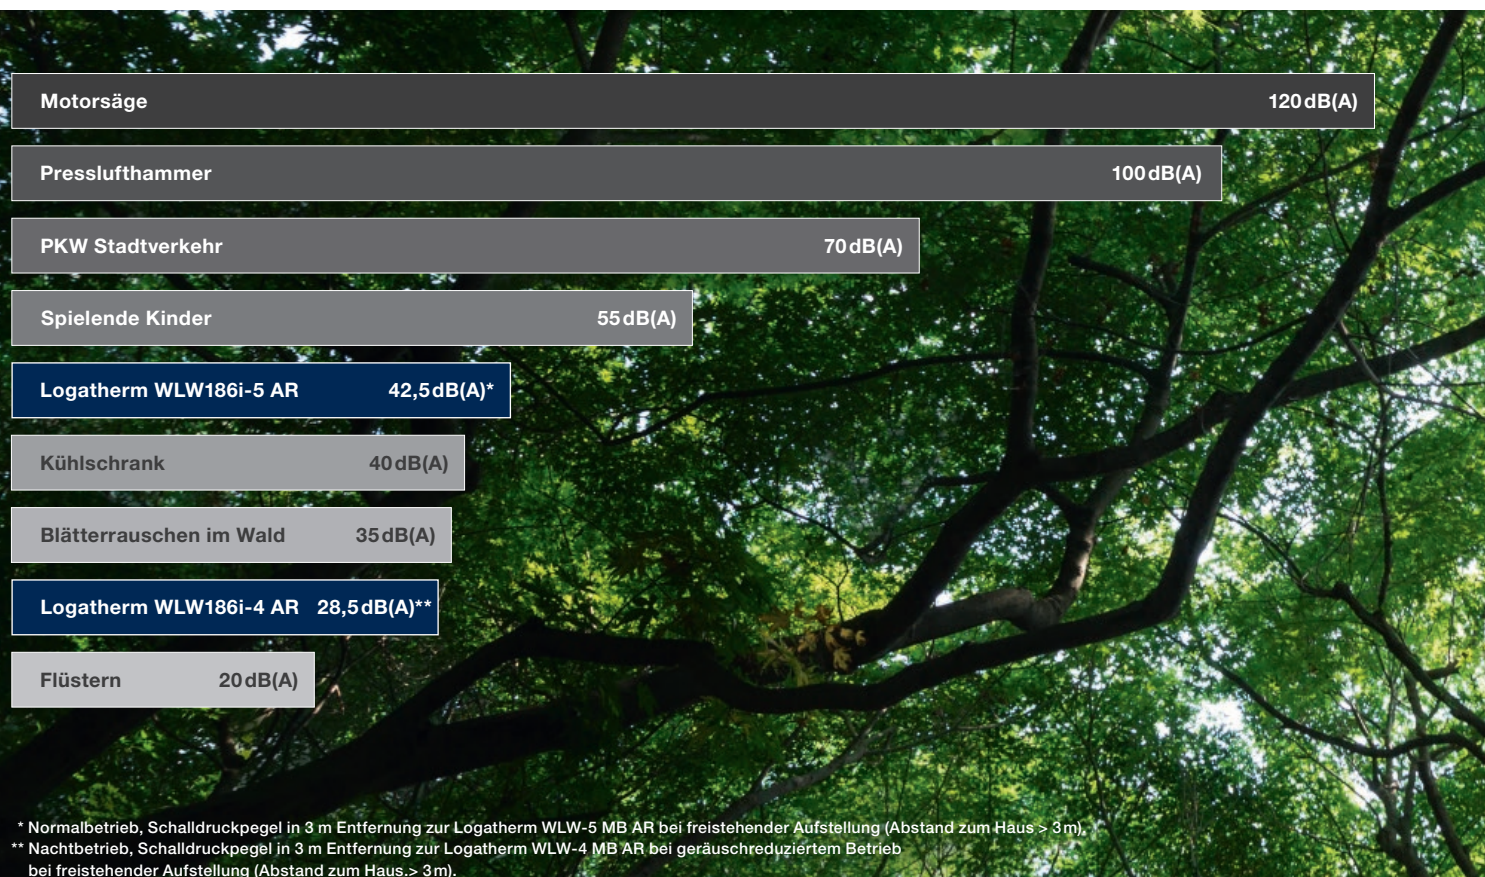 Motorsäge 120 dB(A)
Presslufthammer 100 dB(A)
PKW Stadtverkehr 70 dB(A)
Spielende Kinder 55 dB(A)
Logatherm WLW186i-5 AR 42,5 dB(A)*
Kühlschrank 40 dB(A)
Blätterrauschen im Wald 35 dB(A)
Logatherm WLW186i-4 AR 28,5 dB(A)**
Flüstern 20 dB(A)
* Normalbetrieb, Schalldruckpegel in 3 m Entfernung zur Logatherm WLW-5 MB AR bei freistehender Aufstellung (Abstand zum Haus > 3 m).
** Nachtbetrieb, Schalldruckpegel in 3 m Entfernung zur Logatherm WLW-4 MB AR bei geräuschreduziertem Betrieb
bei freistehender Aufstellung (Abstand zum Haus.> 3 m).